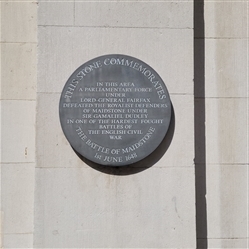 THIS STONE COMMEMORATES
IN THIS AREA
A PARLIAMENTARY FORCE
UNDER
LORD GENERAL FAIRFAX
DEFEATED THE ROYALIST DEFENDERS
OF MAIDSTONE UNDER
SIR GAMALIEL DUDLEY
IN ONE OF THE HARDEST FOUGHT
BATTLES OF
THE ENGLISH CIVIL
WAR
THE BATTLE OF MAIDSTONE
1st JUNE 1648